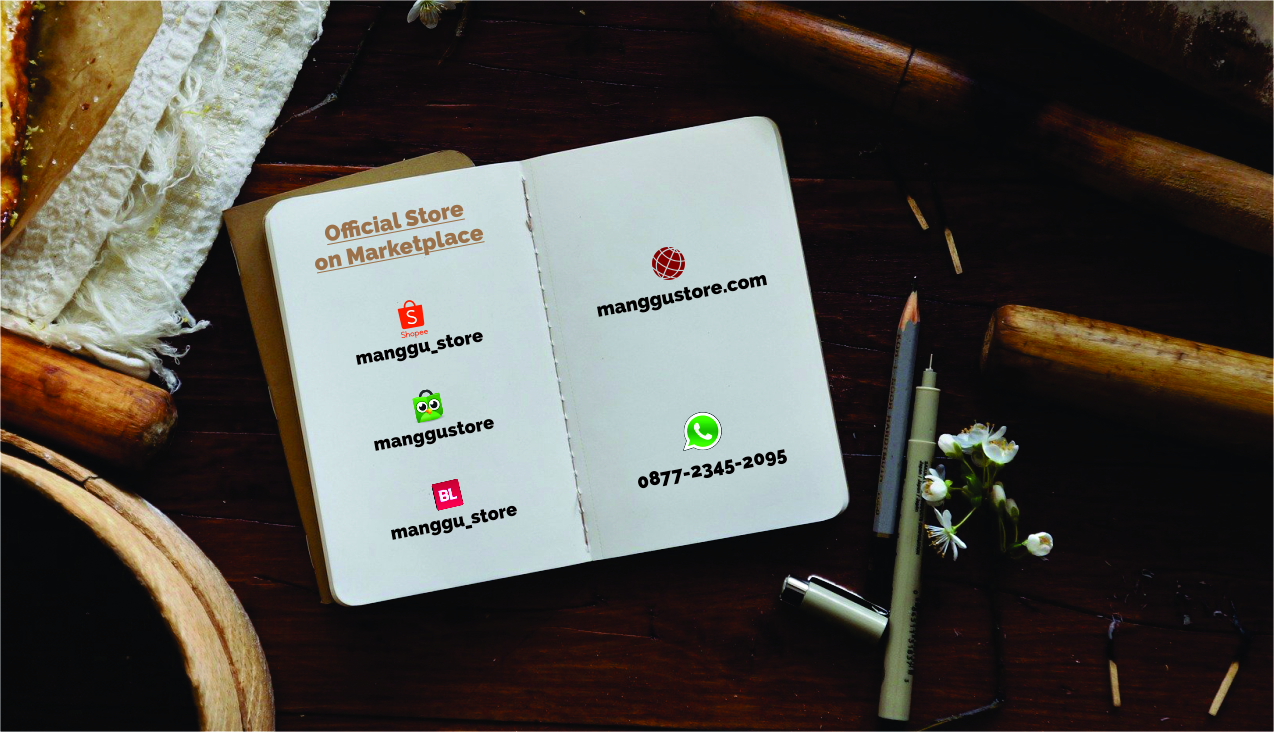 Official Store
on Marketplace
S
Shopee
manggu_store
manggustore
BL
manggu_store
manggustore.com
0877-2345-2095